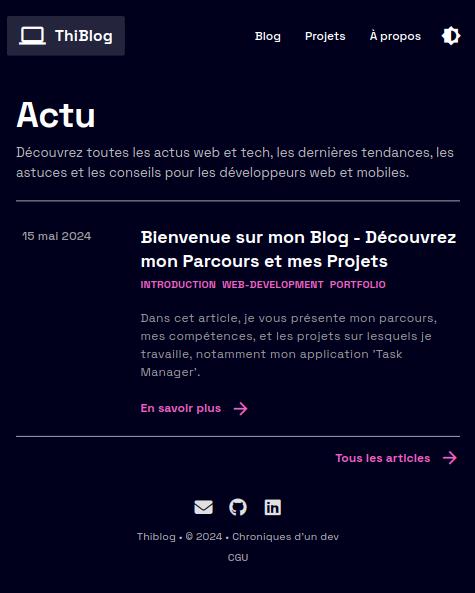 ThiBlog
Blog Projets À propos
Actu
Découvrez toutes les actus web et tech, les dernières tendances, les
astuces et les conseils pour les développeurs web et mobiles.
15 mai 2024
Bienvenue sur mon Blog - Découvrez
mon Parcours et mes Projets
INTRODUCTION WEB-DEVELOPMENT PORTFOLIO
Dans cet article, je vous présente mon parcours,
mes compétences, et les projets sur lesquels je
travaille, notamment mon application 'Task
Manager'.
En savoir plus
Tous les articles
Thiblog • © 2024 • Chroniques d'un dev
CGU